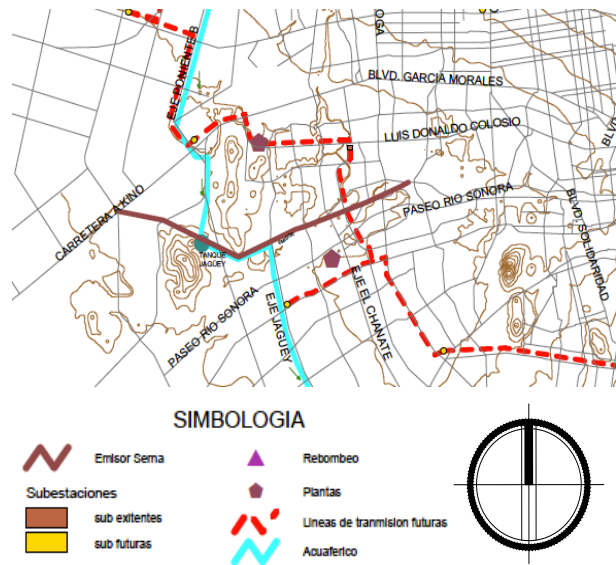 OGA
BLVD. GARCIA MORALES
EJE PONIENTE B
LUIS DONALDO COLOSIO
BLVD
CARRETERA A KINO
PASEO RIO SONORA
BLVD. SOLIDARIDAD
TANQUE
JAGÜEY
PASEO RIO SONORA
EJE JAGUEY
EJE EL CHANATE
SIMBOLOGIA
Emisor Serna
Rebombeo
Subestaciones
Plantas
sub exitentes
Lineas de tranmision futuras
sub futuras
Acuaferico